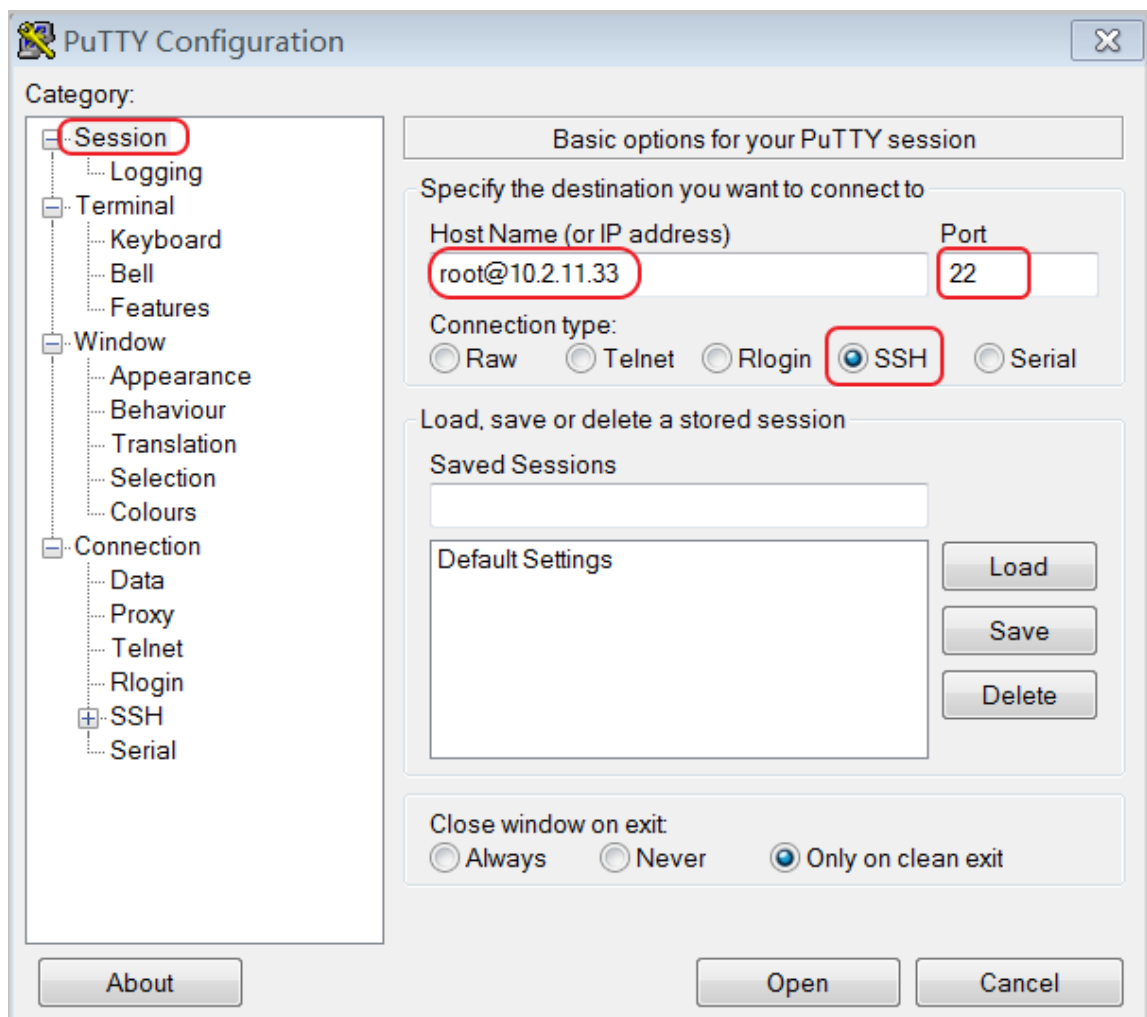 PuTTY Configuration
Category:
Session
Logging
Terminal
Keyboard
Bell
Features
Window
Appearance
Behaviour
Translation
Selection
Colours
Connection
Data
Proxy
Telnet
Rlogin
SSH
Serial
Basic options for your PuTTY session
Specify the destination you want to connect to
Host Name (or IP address) Port
root@10.2.11.33 22
Connection type:
Raw Telnet Rlogin SSH Serial
Load, save or delete a stored session
Saved Sessions
Default Settings
Load
Save
Delete
Close window on exit:
Always Never Only on clean exit
About Open Cancel